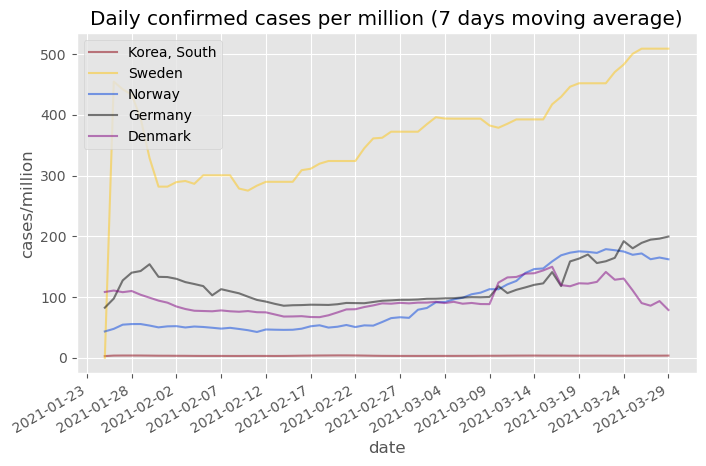 Daily confirmed cases per million (7 days moving average)
Korea, South
Sweden
Norway
Germany
Denmark
500
400
300
200
100
0
cases/million
2021-01-23
2021-01-28
2021-02-02
2021-02-07
2021-02-12
2021-02-17
2021-02-22
2021-02-27
2021-03-04
2021-03-09
2021-03-14
2021-03-19
2021-03-24
2021-03-29
date